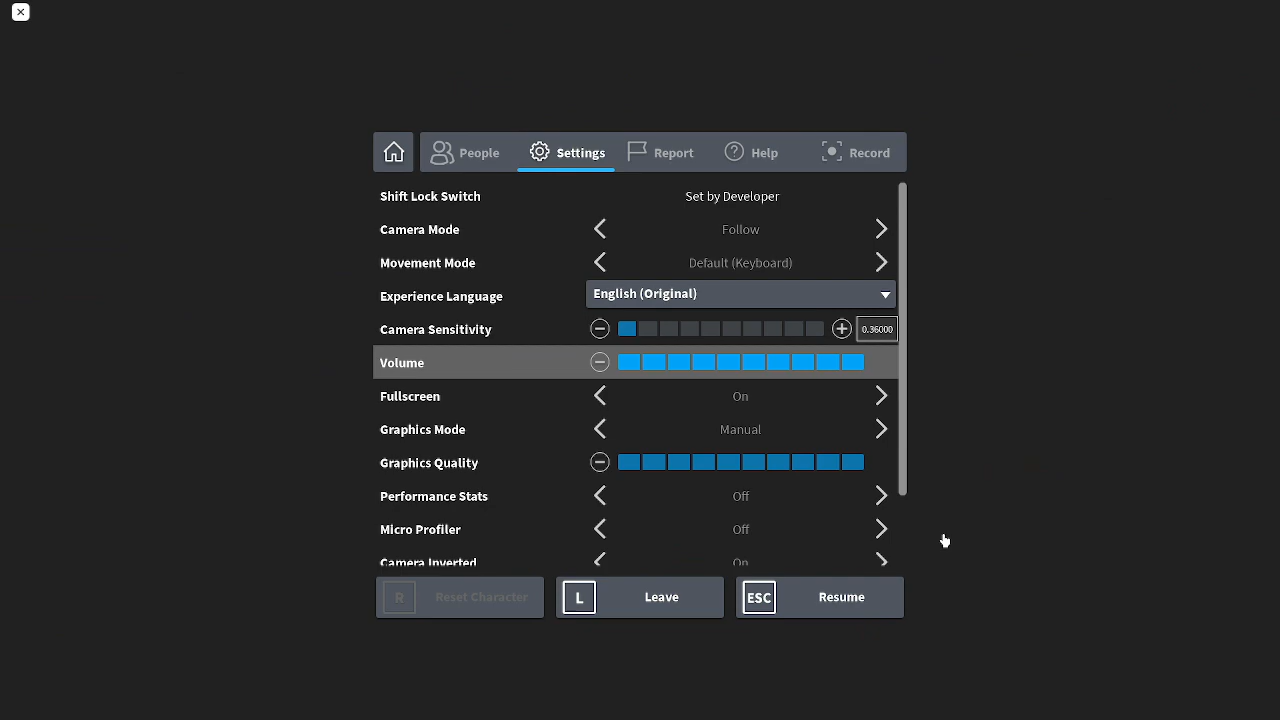 People Settings Report Help Record
Shift Lock Switch Set by Developer
Camera Mode Follow
Movement Mode Default (Keyboard)
Experience Language English (Original)
Camera Sensitivity 0.36000
Volume
Fullscreen On
Graphics Mode Manual
Graphics Quality
Performance Stats Off
Micro Profiler Off
Camera Inverted On
R Reset Character L Leave ESC Resume